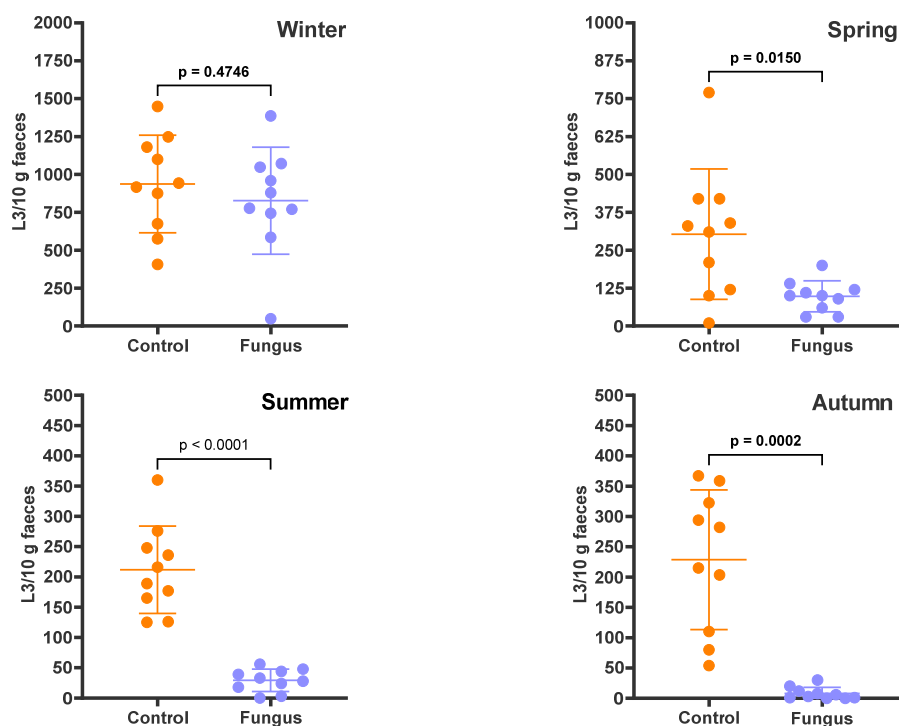 Winter
p = 0.4746
L3/10 g faeces
2000
1750
1500
1250
1000
750
500
250
0
Control Fungus
Spring
p = 0.0150
L3/10 g faeces
1000
875
750
625
500
375
250
125
0
Control Fungus
Summer
p < 0.0001
L3/10 g faeces
500
450
400
350
300
250
200
150
100
50
0
Control Fungus
Autumn
p = 0.0002
L3/10 g faeces
500
450
400
350
300
250
200
150
100
50
0
Control Fungus